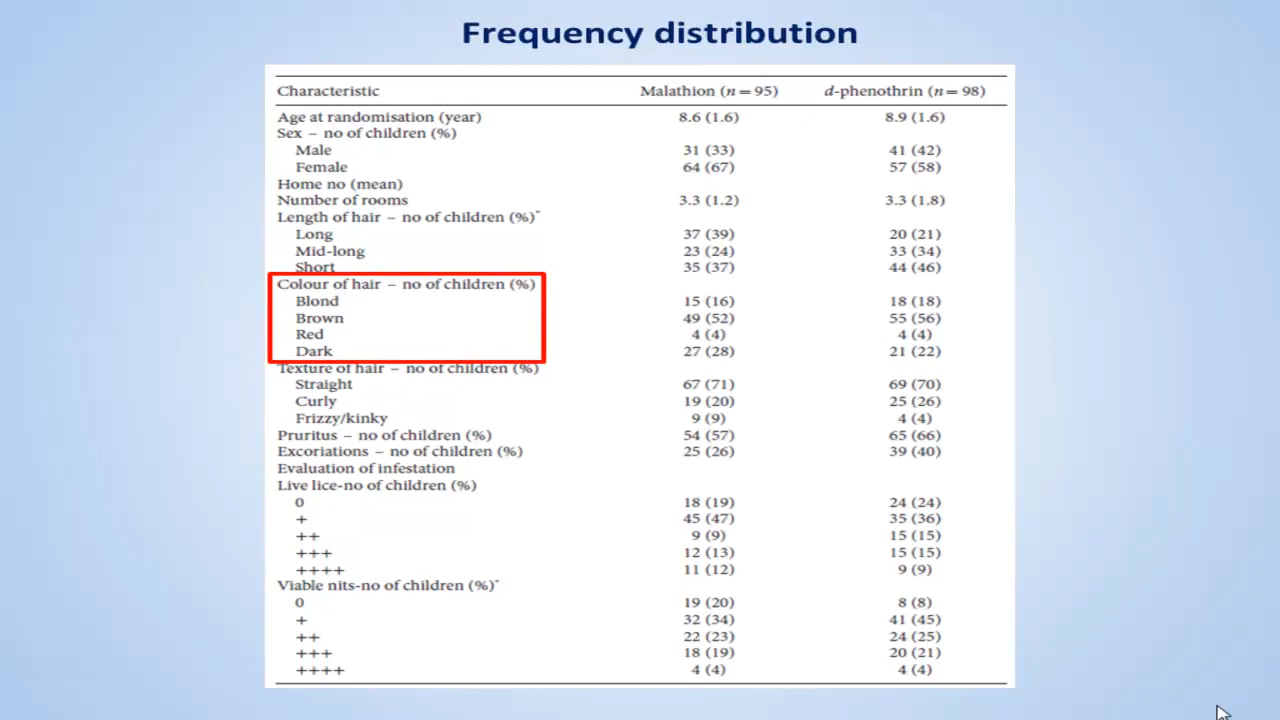 Frequency distribution
Characteristic Malathion (n = 95) d-phenothrin (n = 98)
Age at randomisation (year) 8.6 (1.6) 8.9 (1.6)
Sex – no of children (%)
Male 31 (33) 41 (42)
Female 64 (67) 57 (58)
Home no (mean)
Number of rooms 3.3 (1.2) 3.3 (1.8)
Length of hair – no of children (%)*
Long 37 (39) 20 (21)
Mid-long 23 (24) 33 (34)
Short 35 (37) 44 (46)
Colour of hair – no of children (%)
Blond 15 (16) 18 (18)
Brown 49 (52) 55 (56)
Red 4 (4) 4 (4)
Dark 27 (28) 21 (22)
Texture of hair – no of children (%)
Straight 67 (71) 69 (70)
Curly 19 (20) 25 (26)
Frizzy/kinky 9 (9) 4 (4)
Pruritus – no of children (%) 54 (57) 65 (66)
Excoriations – no of children (%) 25 (26) 39 (40)
Evaluation of infestation
Live lice-no of children (%)
0 18 (19) 24 (24)
+ 45 (47) 35 (36)
++ 9 (9) 15 (15)
+++ 12 (13) 15 (15)
++++ 11 (12) 9 (9)
Viable nits-no of children (%)*
0 19 (20) 8 (8)
+ 32 (34) 41 (45)
++ 22 (23) 24 (25)
+++ 18 (19) 20 (21)
++++ 4 (4) 4 (4)